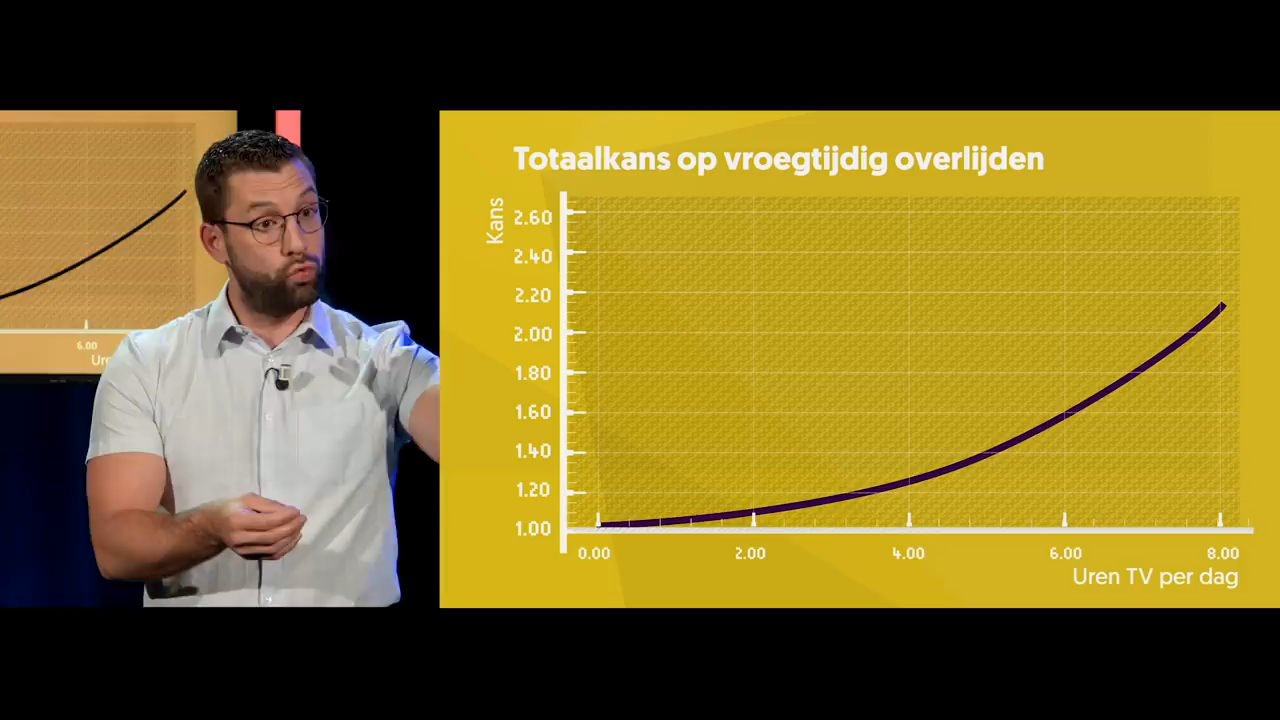 6.00
Ure
Totaalkans op vroegtijdig overlijden
Kans
2.60
2.40
2.20
2.00
1.80
1.60
1.40
1.20
1.00
0.00 2.00 4.00 6.00 8.00
Uren TV per dag